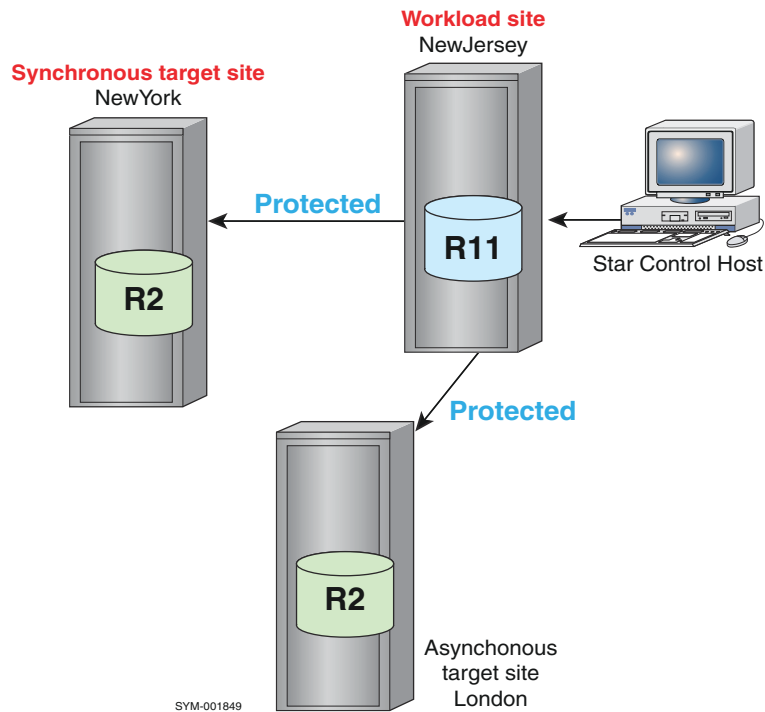 Workload site
NewJersey
Synchronous target site
NewYork
Protected
R11
Star Control Host
R2
Protected
R2
Asynchonous
target site
London
SYM-001849